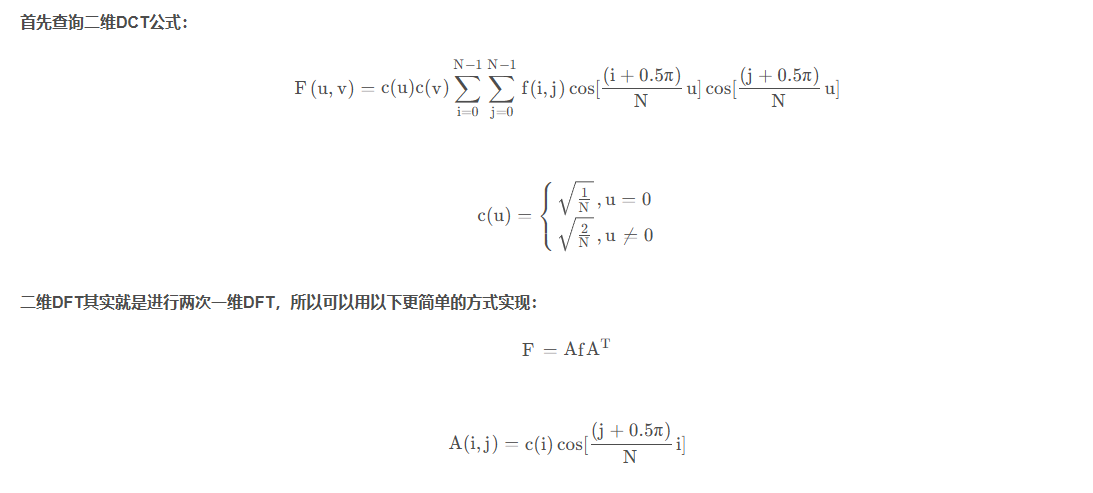 首先查询二维DCT公式：
F(u,v) = c(u)c(v) ∑_{i=0}^{N−1} ∑_{j=0}^{N−1} f(i,j) cos[(i + 0.5π)/N u] cos[(j + 0.5π)/N u]
c(u) = { √(1/N), u = 0
√(2/N), u ≠ 0
二维DFT其实就是进行两次一维DFT，所以可以用以下更简单的方式实现：
F = AfA^T
A(i,j) = c(i) cos[(j + 0.5π)/N i]